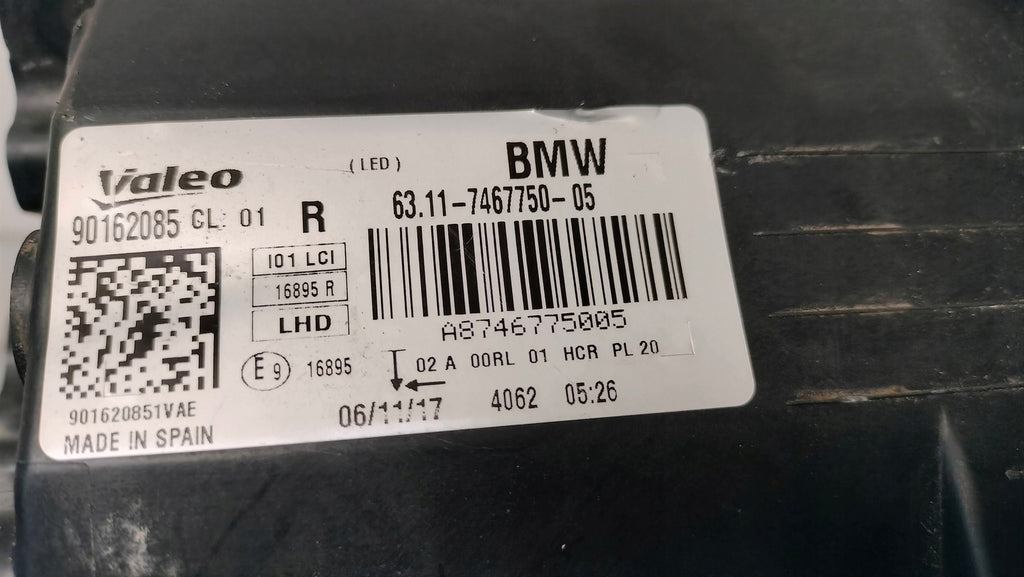 Valeo (LED) BMW
90162085 GL: 01 R 63.11-7467750-05
I01 LCI
16895 R
LHD
A8746775005
E9 16895 02 A 00RL 01 HCR PL 20
901620851VAE 06/11/17 4062 05:26
MADE IN SPAIN